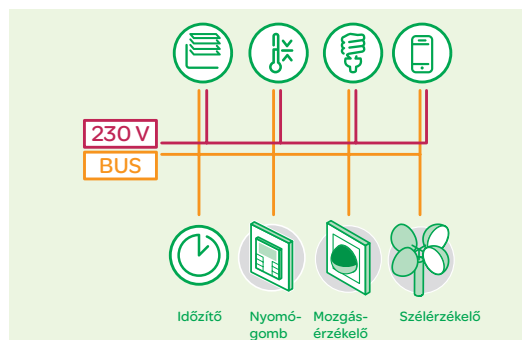 230 V
BUS
Időzítő
Nyomó-
gomb
Mozgás-
érzékelő
Szélérzékelő